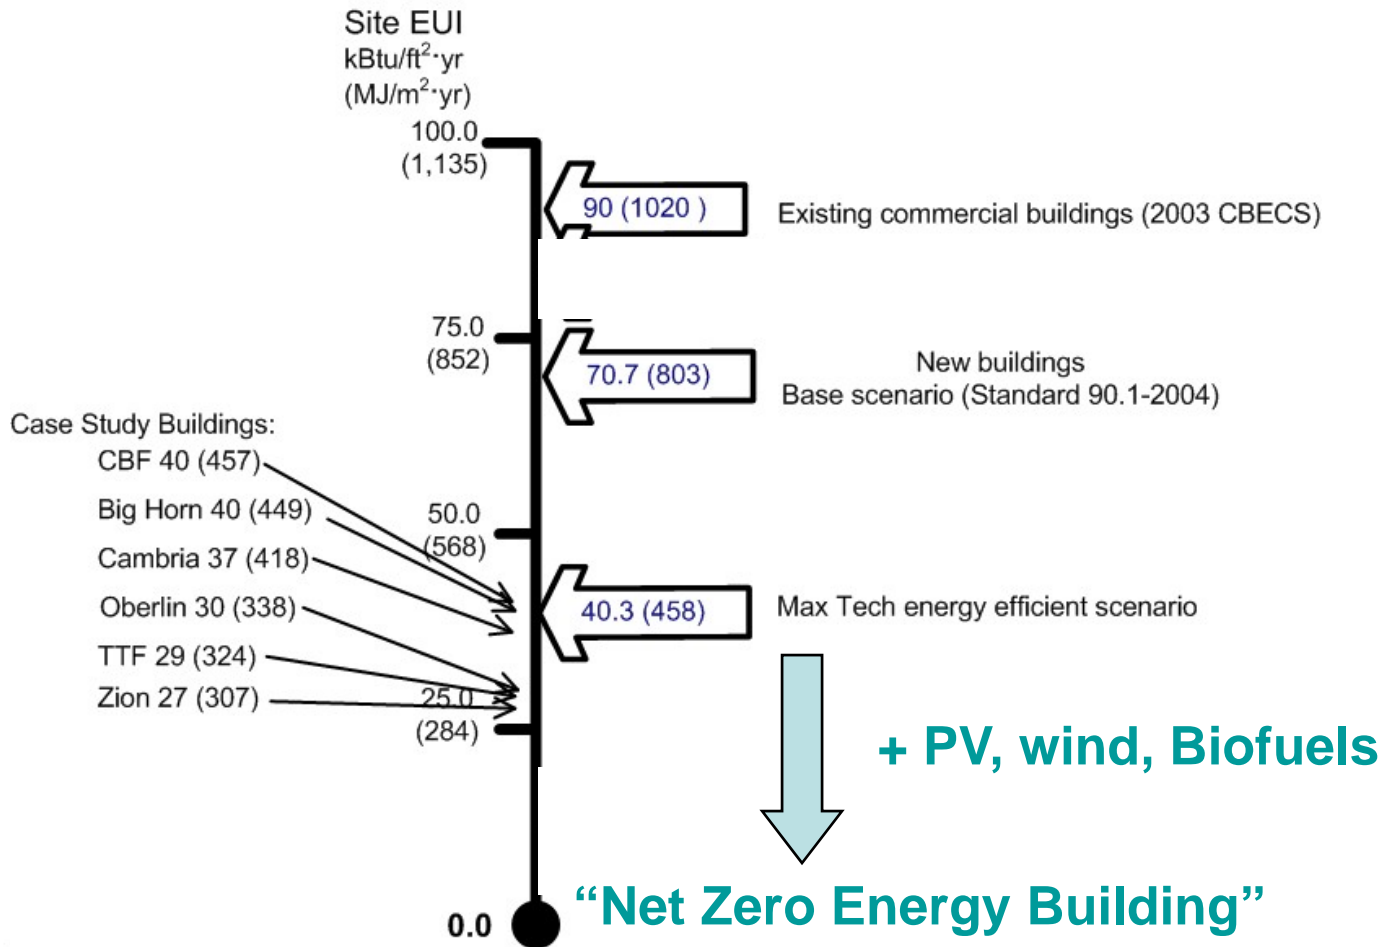 Site EUI
kBtu/ft²·yr
(MJ/m²·yr)
100.0
(1,135)
90 (1020 )
Existing commercial buildings (2003 CBECS)
75.0
(852)
70.7 (803)
New buildings
Base scenario (Standard 90.1-2004)
Case Study Buildings:
CBF 40 (457)
Big Horn 40 (449)
Cambria 37 (418)
Oberlin 30 (338)
TTF 29 (324)
Zion 27 (307)
50.0
(568)
40.3 (458)
Max Tech energy efficient scenario
25.0
(284)
+ PV, wind, Biofuels
0.0
“Net Zero Energy Building”